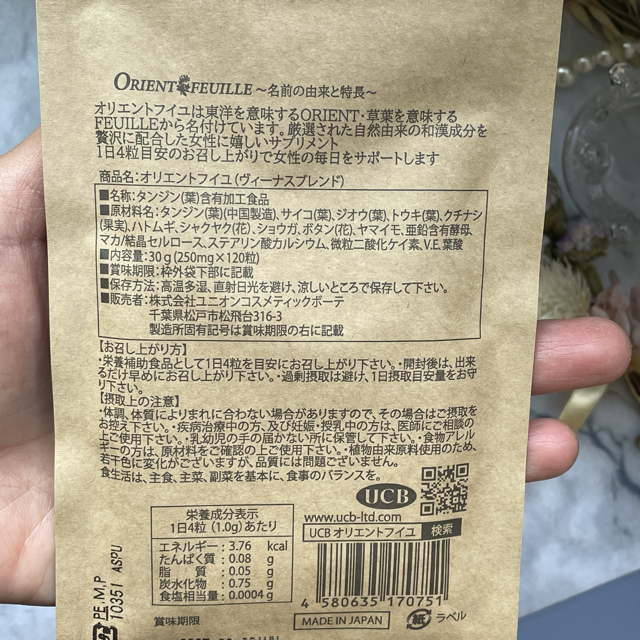 ORIENT FEUILLE ～名前の由来と特長～
オリエントフイユは東洋を意味するORIENT・草葉を意味する
FEUILLEから名付けています。厳選された自然由来の和漢成分を
贅沢に配合した女性に嬉しいサプリメント
1日4粒目安のお召し上がりで女性の毎日をサポートします
商品名：オリエントフイユ（ヴィーナスブレンド）
■名称：タンジン(葉)含有加工食品
■原材料名：タンジン(葉)(中国製造)、サイコ(葉)、ジオウ(葉)、トウキ(葉)、クチナシ
(果実)、ハトムギ、シャクヤク(花)、ショウガ、ボタン(花)、ヤマイモ、亜鉛含有酵母、
マカ/結晶セルロース、ステアリン酸カルシウム、微粒二酸化ケイ素、V.E、葉酸
■内容量：30g(250mg×120粒)
■賞味期限：枠外袋下部に記載
■保存方法：高温多湿、直射日光を避け、涼しいところで保存して下さい。
■販売者：株式会社ユニオンコスメティックボーテ
千葉県松戸市松飛台316-3
製造所固有記号は賞味期限の右に記載
【お召し上がり方】
・栄養補助食品として1日4粒を目安にお召し上がり下さい。・開封後は、出来
るだけ早めにお召し上がり下さい。・過剰摂取は避け、1日摂取目安量をお守
り下さい。
【摂取上の注意】
・体調、体質によりまれに合わない場合がありますので、その場合はご摂取を
お控え下さい。・疾病治療中の方、及び妊娠・授乳中の方は、医師にご相談の
上ご使用下さい。・乳幼児の手の届かない所に保管して下さい。・食物アレル
ギーの方は、原材料をご確認の上ご使用下さい。・植物由来原料使用のため、
若干色に変化がございますが、品質には問題ございません。
食生活は、主食、主菜、副菜を基本に、食事のバランスを。
UCB
www.ucb-ltd.com
UCB オリエントフイユ 検索
栄養成分表示
1日4粒 (1.0g)あたり
エネルギー：3.76 kcal
たんぱく質：0.08 g
脂質：0.05 g
炭水化物：0.75 g
食塩相当量：0.0004 g
4 580635 170751
MADE IN JAPAN
紙 ラベル
賞味期限
PE.M.P
10351 ASPU